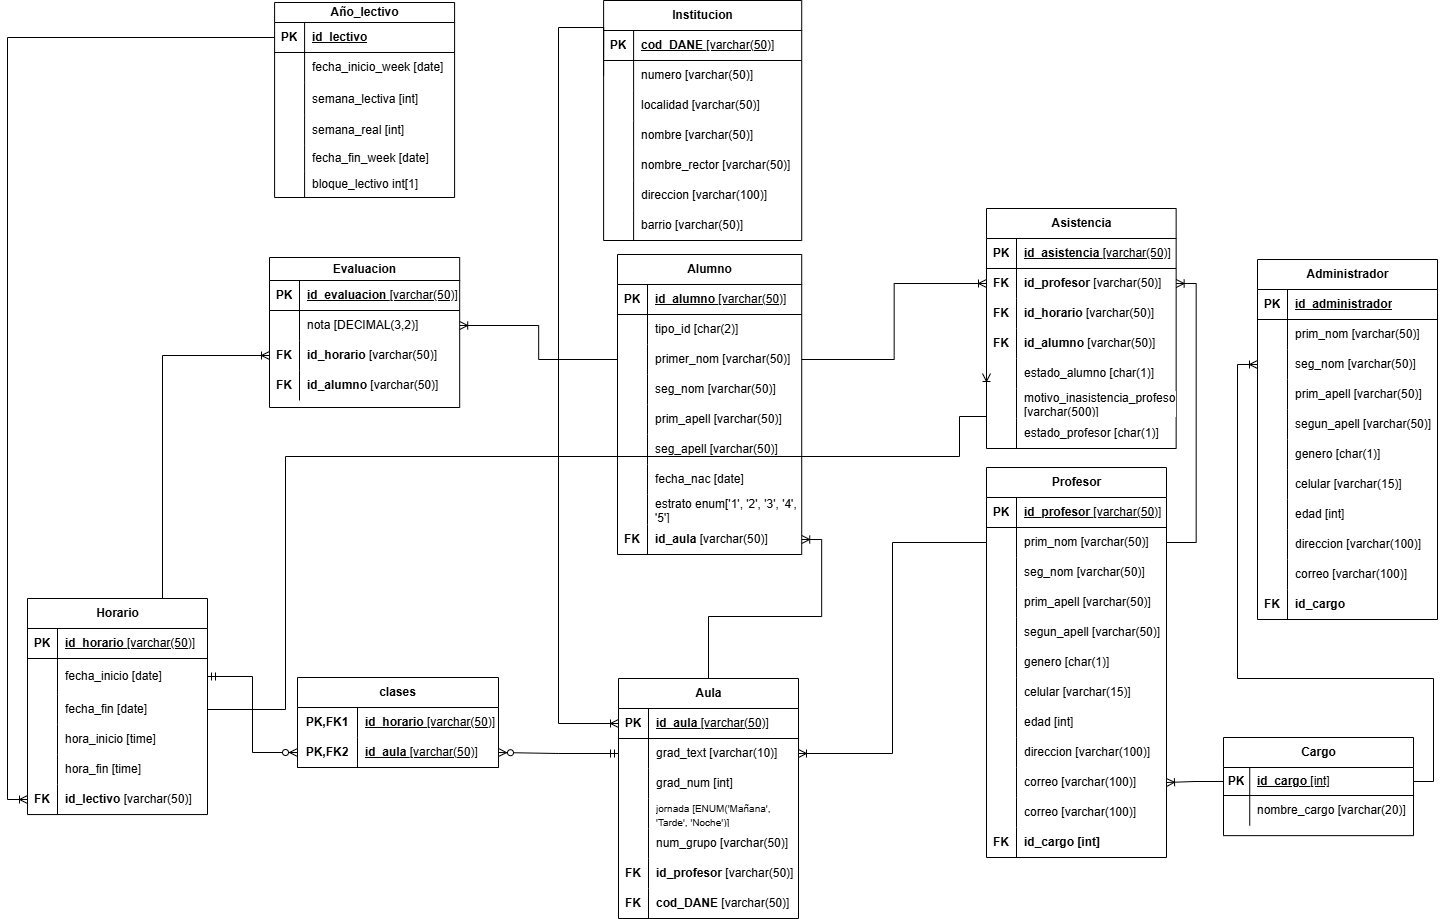 Año_lectivo
PK id_lectivo
fecha_inicio_week [date]
semana_lectiva [int]
semana_real [int]
fecha_fin_week [date]
bloque_lectivo int[1]
Institucion
PK cod_DANE [varchar(50)]
numero [varchar(50)]
localidad [varchar(50)]
nombre [varchar(50)]
nombre_rector [varchar(50)]
direccion [varchar(100)]
barrio [varchar(50)]
Evaluacion
PK id_evaluacion [varchar(50)]
nota [DECIMAL(3,2)]
FK id_horario [varchar(50)]
FK id_alumno [varchar(50)]
Alumno
PK id_alumno [varchar(50)]
tipo_id [char(2)]
primer_nom [varchar(50)]
seg_nom [varchar(50)]
prim_apell [varchar(50)]
seg_apell [varchar(50)]
fecha_nac [date]
estrato enum['1', '2', '3', '4',
'5']
FK id_aula [varchar(50)]
Asistencia
PK id_asistencia [varchar(50)]
FK id_profesor [varchar(50)]
FK id_horario [varchar(50)]
FK id_alumno [varchar(50)]
estado_alumno [char(1)]
motivo_inasistencia_profeso
[varchar(500)]
estado_profesor [char(1)]
Administrador
PK id_administrador
prim_nom [varchar(50)]
seg_nom [varchar(50)]
prim_apell [varchar(50)]
segun_apell [varchar(50)]
genero [char(1)]
celular [varchar(15)]
edad [int]
direccion [varchar(100)]
correo [varchar(100)]
FK id_cargo
Profesor
PK id_profesor [varchar(50)]
prim_nom [varchar(50)]
seg_nom [varchar(50)]
prim_apell [varchar(50)]
segun_apell [varchar(50)]
genero [char(1)]
celular [varchar(15)]
edad [int]
direccion [varchar(100)]
correo [varchar(100)]
correo [varchar(100)]
FK id_cargo [int]
Horario
PK id_horario [varchar(50)]
fecha_inicio [date]
fecha_fin [date]
hora_inicio [time]
hora_fin [time]
FK id_lectivo [varchar(50)]
clases
PK,FK1 id_horario [varchar(50)]
PK,FK2 id_aula [varchar(50)]
Aula
PK id_aula [varchar(50)]
grad_text [varchar(10)]
grad_num [int]
jornada [ENUM('Mañana',
'Tarde', 'Noche')]
num_grupo [varchar(50)]
FK id_profesor [varchar(50)]
FK cod_DANE [varchar(50)]
Cargo
PK id_cargo [int]
nombre_cargo [varchar(20)]